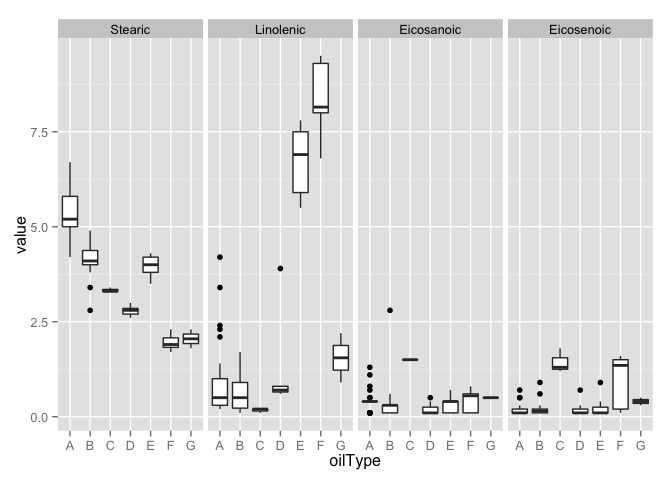 Stearic Linolenic Eicosanoic Eicosenoic
value
7.5
5.0
2.5
0.0
A B C D E F G A B C D E F G A B C D E F G A B C D E F G
oilType